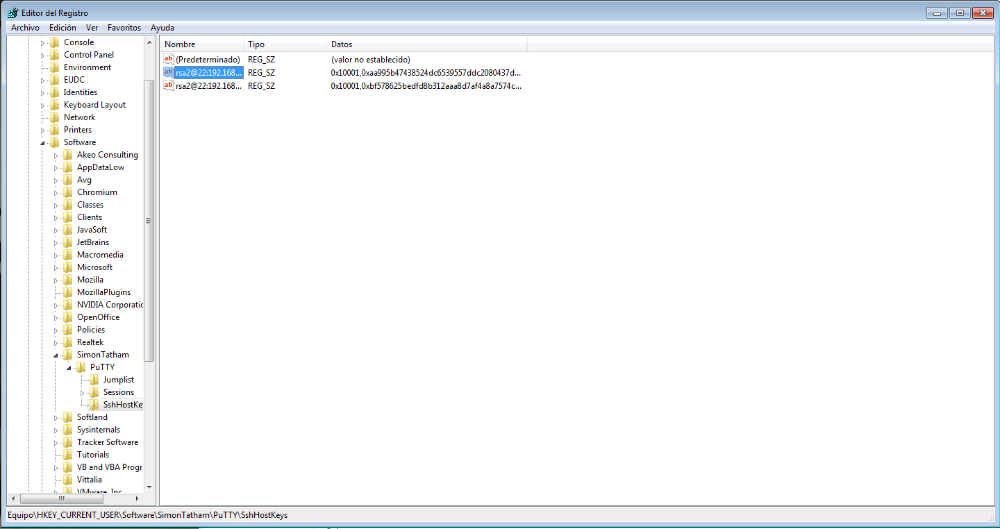 Editor del Registro
Archivo Edición Ver Favoritos Ayuda
Console
Control Panel
Environment
EUDC
Identities
Keyboard Layout
Network
Printers
Software
Akeo Consulting
AppDataLow
Avg
Chromium
Classes
Clients
JavaSoft
JetBrains
Macromedia
Microsoft
Mozilla
MozillaPlugins
NVIDIA Corporatic
OpenOffice
Policies
Realtek
SimonTatham
PuTTY
Jumplist
Sessions
SshHostKey
Softland
Sysinternals
Tracker Software
Tutorials
VB and VBA Progr
Vittalia
VMware, Inc.
Nombre Tipo Datos
(Predeterminado) REG_SZ (valor no establecido)
rsa2@22:192.168... REG_SZ 0x10001,0xaa995b47438524dc6539557ddc2080437d...
rsa2@22:192.168... REG_SZ 0x10001,0xbf578625bedfd8b312aaa8d7af4a8a7574c...
Equipo\HKEY_CURRENT_USER\Software\SimonTatham\PuTTY\SshHostKeys